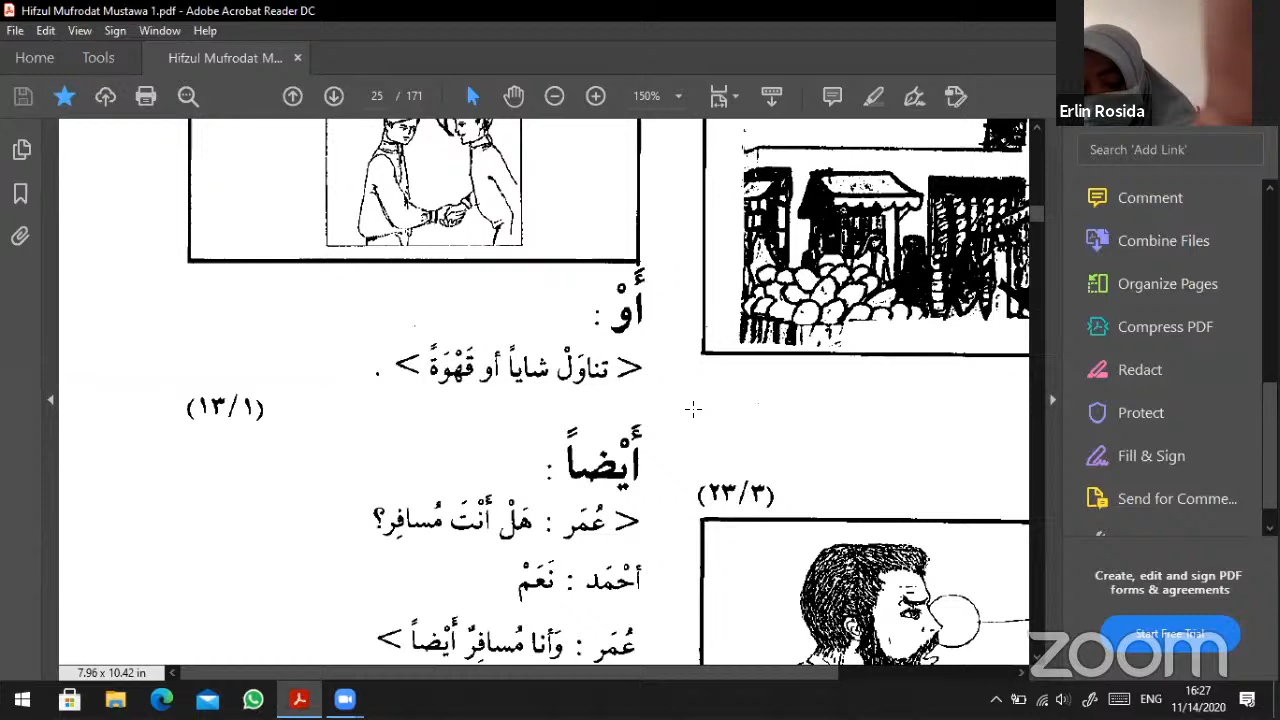 Hifzul Mufrodat Mustawa 1.pdf - Adobe Acrobat Reader DC
File Edit View Sign Window Help
Home Tools Hifzul Mufrodat M... ×
25 / 171 150%
Erlin Rosida
Search 'Add Link'
Comment
Combine Files
Organize Pages
Compress PDF
Redact
Protect
Fill & Sign
Send for Comme...
Create, edit and sign PDF
forms & agreements
Start Free Trial
أَوْ :
< تناوَلْ شاياً أو قَهْوَةً > .
(١٣/١)
أَيْضاً :
< عُمَر : هَلْ أَنْتَ مُسافِر؟
أحْمَد : نَعَمْ
عُمَر : وَأنا مُسافِرٌ أَيْضاً >
(٢٣/٣)
zoom
7.96 x 10.42 in
ENG
16:27
11/14/2020